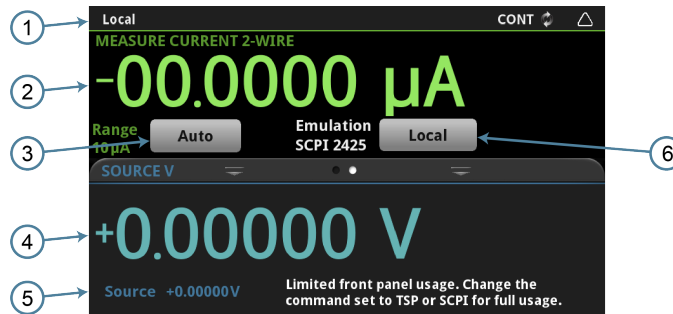 1 Local CONT
MEASURE CURRENT 2-WIRE
2 -00.0000 µA
Range Auto Emulation Local
10µA SCPI 2425
3 6
SOURCE V
4 +0.00000 V
5 Source +0.00000V Limited front panel usage. Change the
command set to TSP or SCPI for full usage.